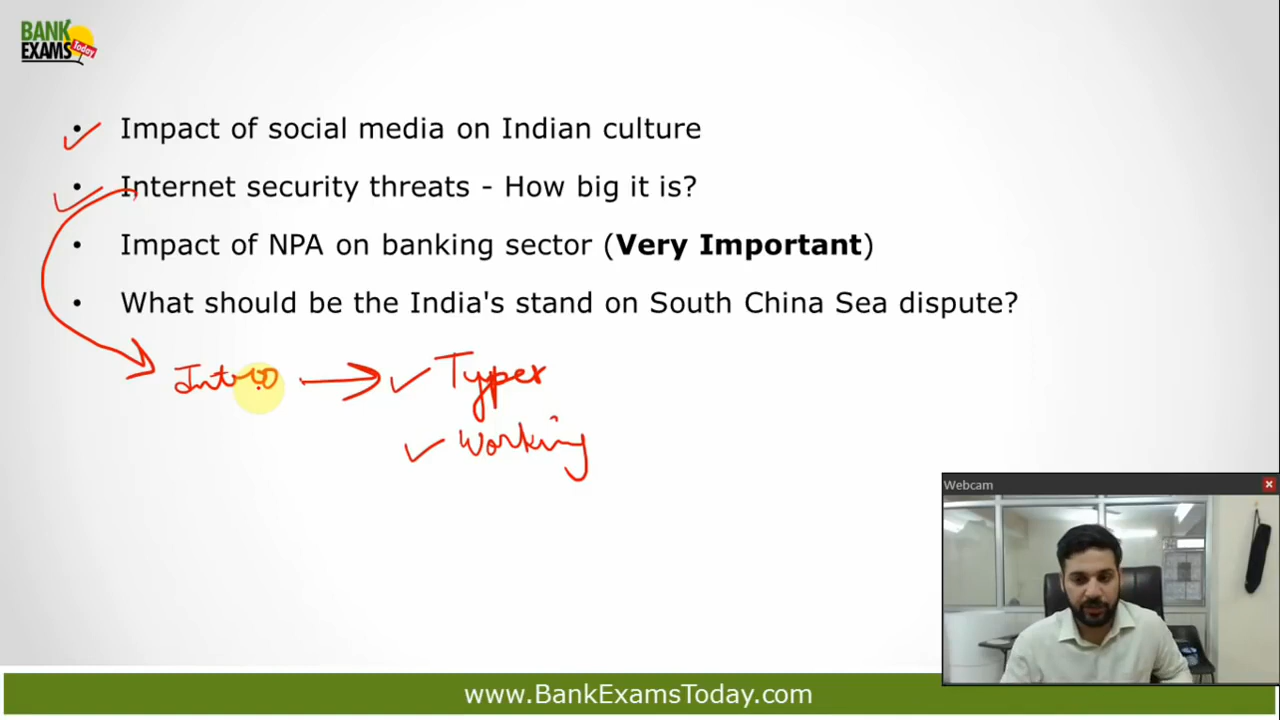 BANK
EXAMS Today
• Impact of social media on Indian culture
• Internet security threats - How big it is?
• Impact of NPA on banking sector (Very Important)
• What should be the India's stand on South China Sea dispute?
Intro → ✓ Types
✓ Working
Webcam
www.BankExamsToday.com